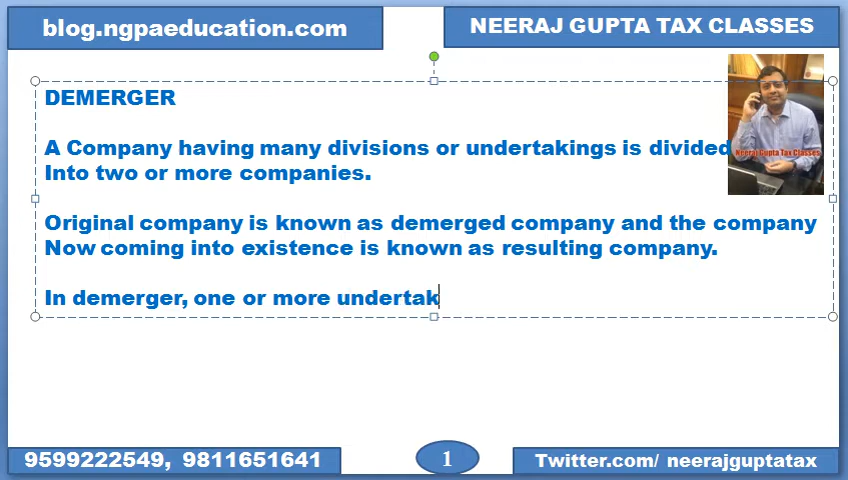 blog.ngpaeducation.com
NEERAJ GUPTA TAX CLASSES
DEMERGER
A Company having many divisions or undertakings is divided
Into two or more companies.
Neeraj Gupta Tax Classes
Original company is known as demerged company and the company
Now coming into existence is known as resulting company.
In demerger, one or more undertak
9599222549, 9811651641
1
Twitter.com/ neerajguptatax